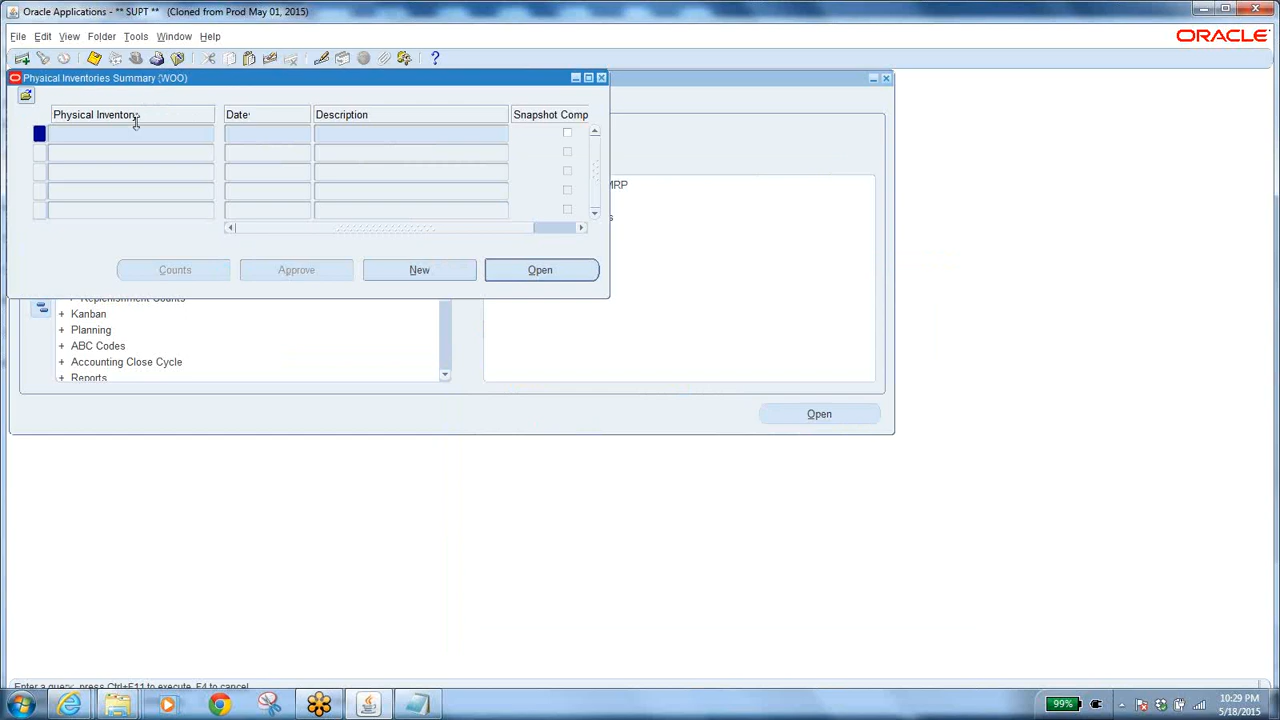 Oracle Applications - ** SUPT ** (Cloned from Prod May 01, 2015)
File Edit View Folder Tools Window Help
ORACLE
Phyaical Inventories Summary (WOO)
Physical Inventory Date Description Snapshot Comp
MRP
s
Counts Approve New Open
Replenishment Counts
+ Kanban
+ Planning
+ ABC Codes
+ Accounting Close Cycle
+ Reports
Open
Enter a query, press Ctrl+F11 to execute, F4 to cancel.
99%
10:29 PM
5/18/2015